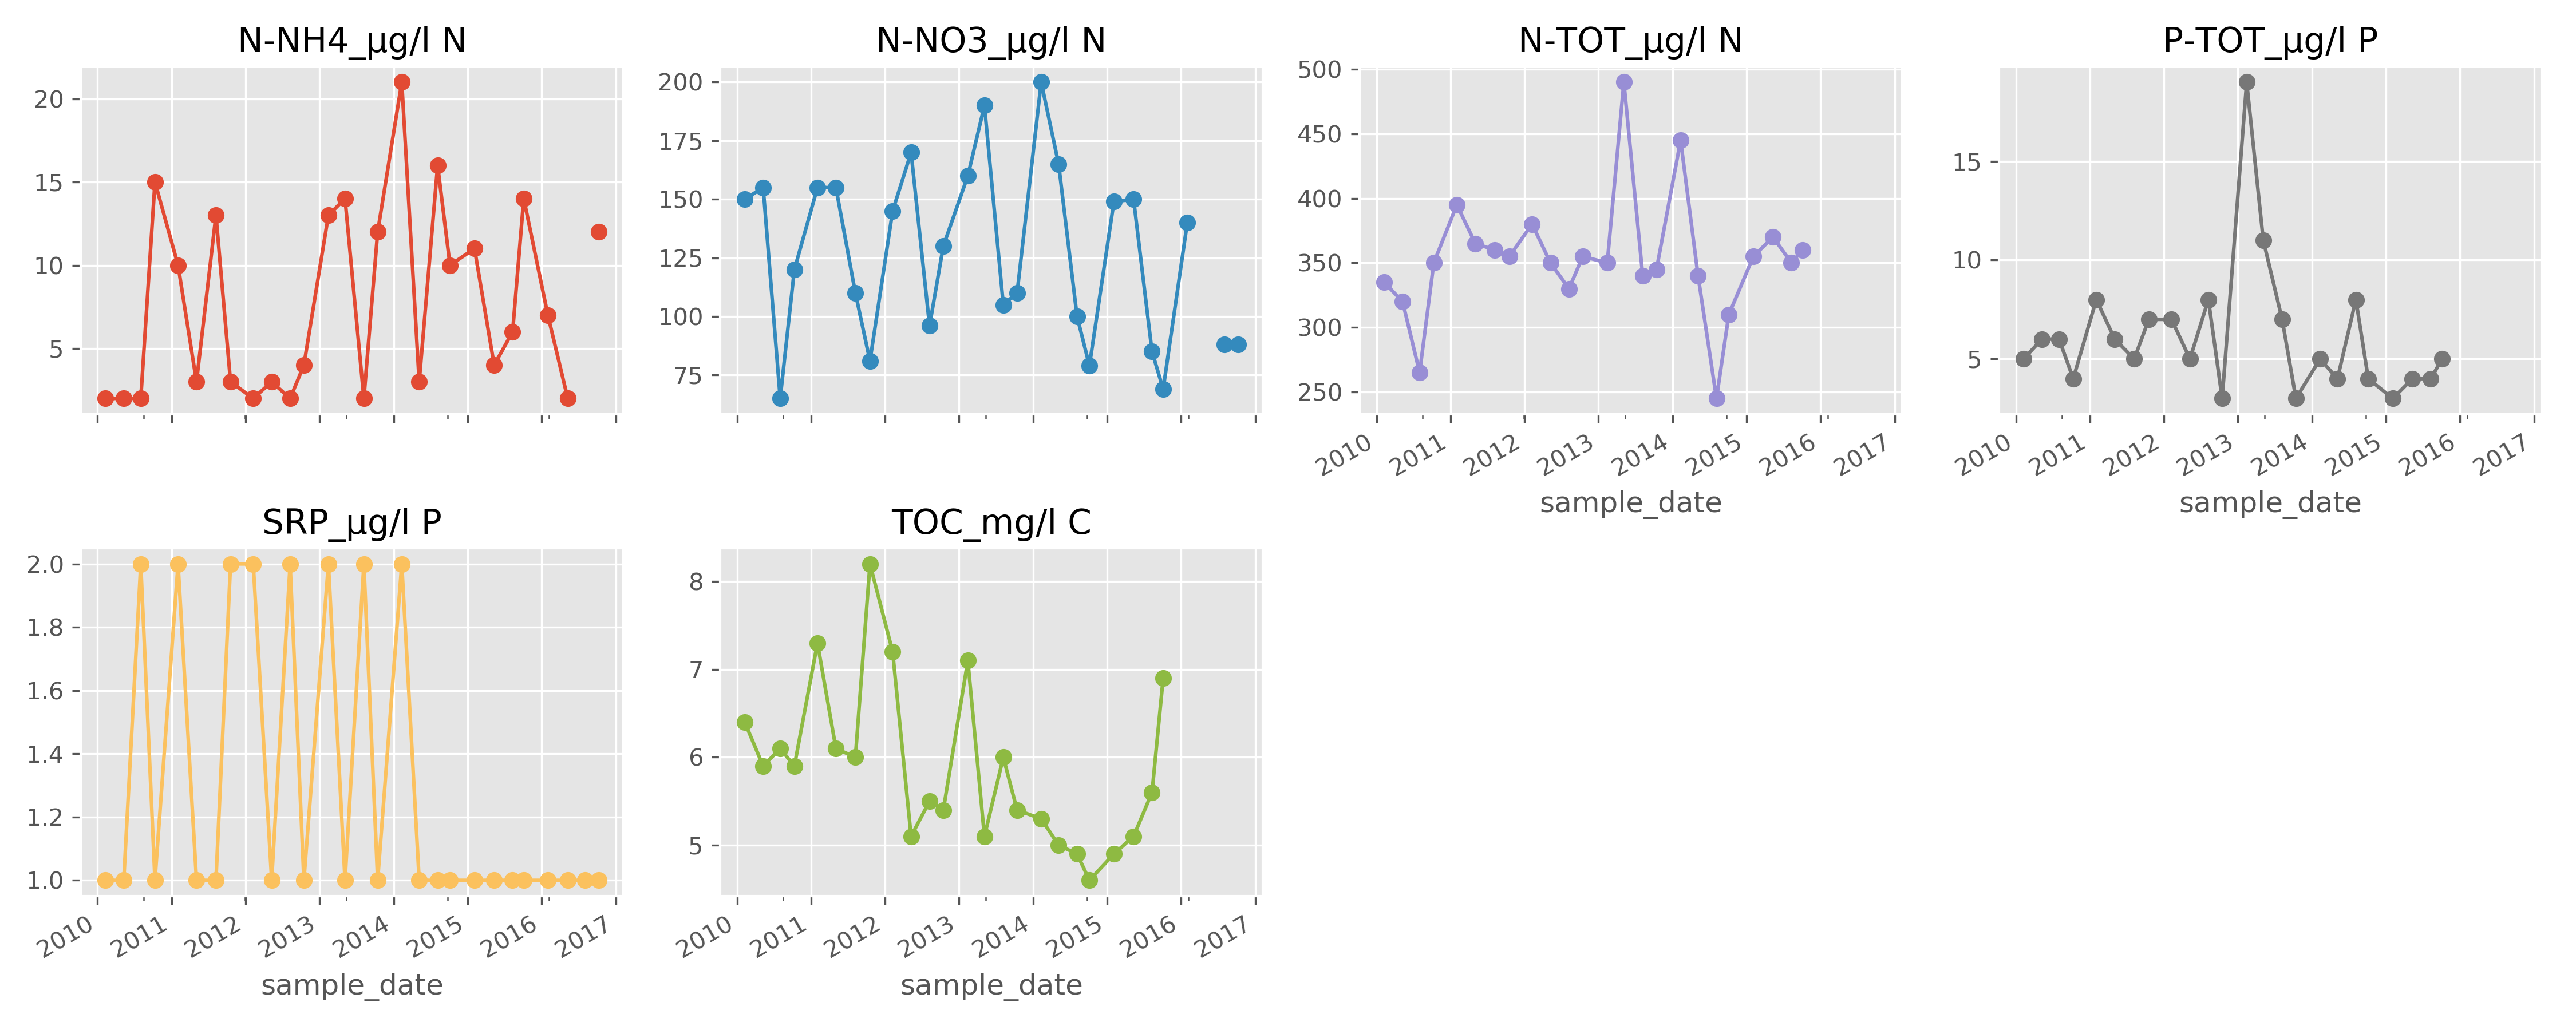 N-NH4_µg/l N
20
15
10
5
N-NO3_µg/l N
200
175
150
125
100
75
N-TOT_µg/l N
500
450
400
350
300
250
2010 2011 2012 2013 2014 2015 2016 2017
sample_date
P-TOT_µg/l P
15
10
5
2010 2011 2012 2013 2014 2015 2016 2017
sample_date
SRP_µg/l P
2.0
1.8
1.6
1.4
1.2
1.0
2010 2011 2012 2013 2014 2015 2016 2017
sample_date
TOC_mg/l C
8
7
6
5
2010 2011 2012 2013 2014 2015 2016 2017
sample_date